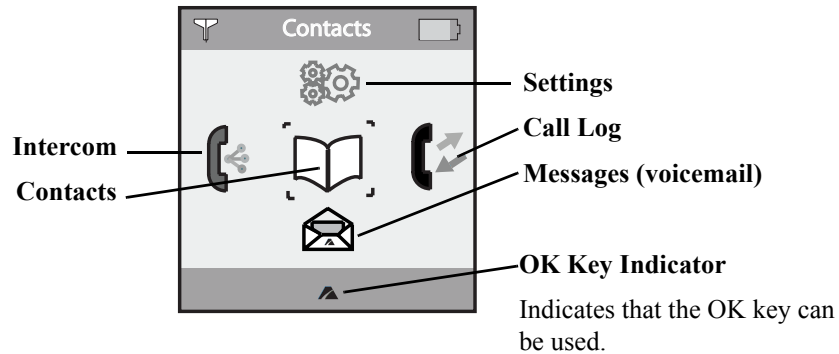 Contacts
Settings
Call Log
Intercom
Messages (voicemail)
Contacts
OK Key Indicator
Indicates that the OK key can
be used.